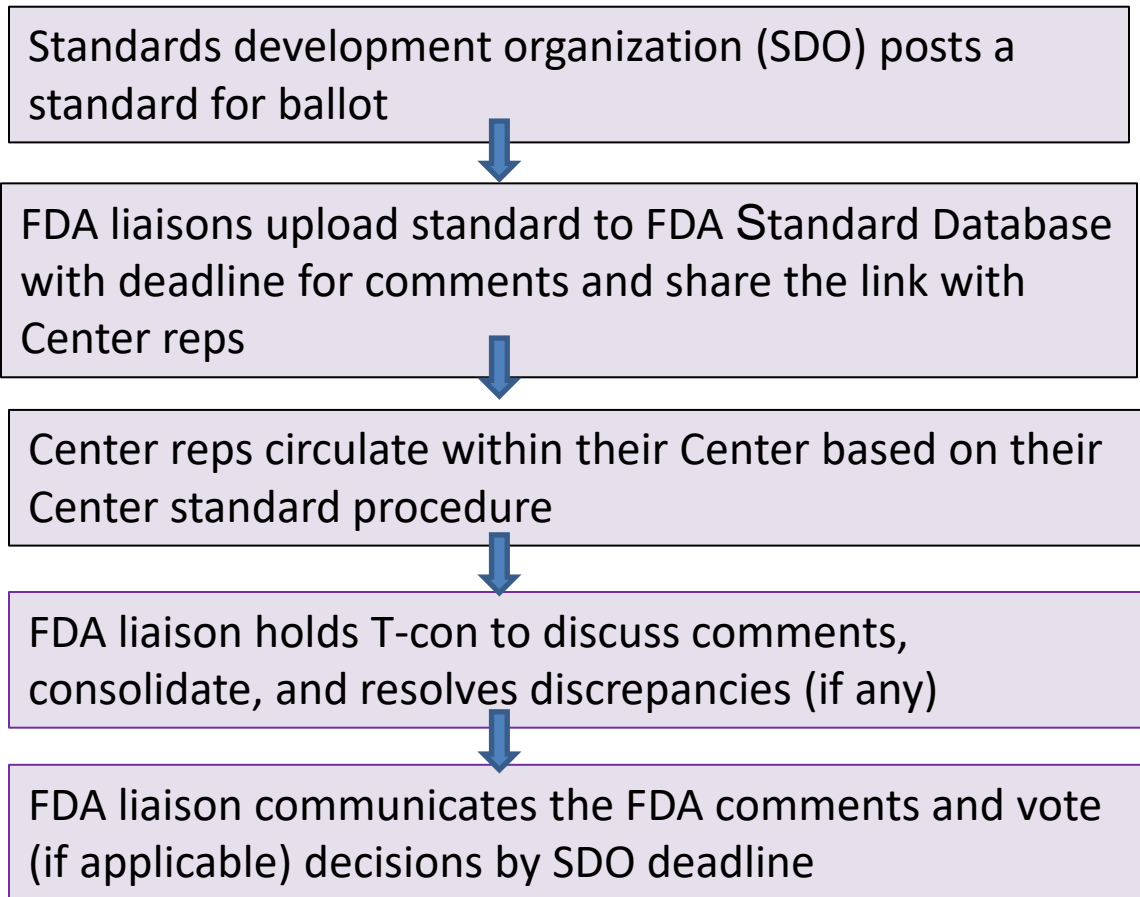 Standards development organization (SDO) posts a
standard for ballot
FDA liaisons upload standard to FDA Standard Database
with deadline for comments and share the link with
Center reps
Center reps circulate within their Center based on their
Center standard procedure
FDA liaison holds T-con to discuss comments,
consolidate, and resolves discrepancies (if any)
FDA liaison communicates the FDA comments and vote
(if applicable) decisions by SDO deadline